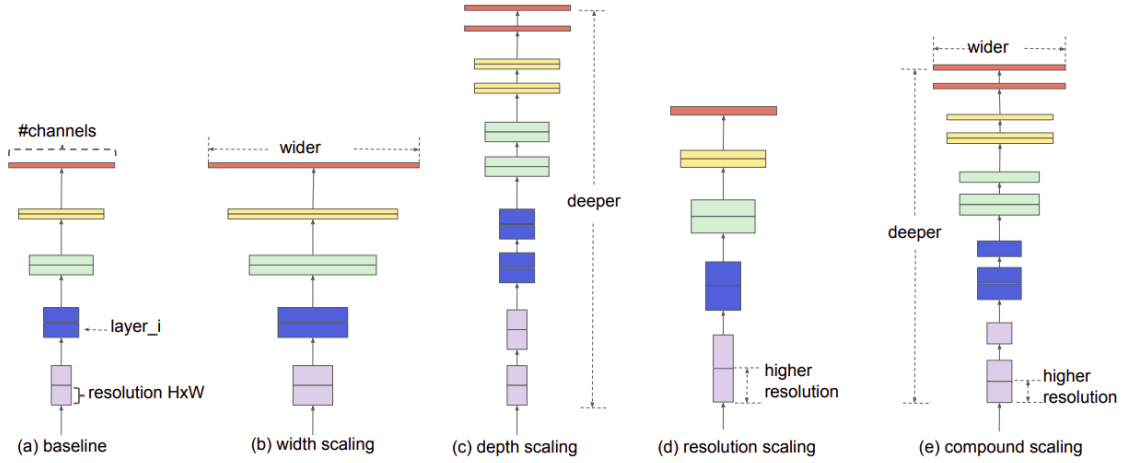 #channels
layer_i
resolution HxW
(a) baseline
wider
(b) width scaling
deeper
(c) depth scaling
higher
resolution
(d) resolution scaling
wider
deeper
higher
resolution
(e) compound scaling